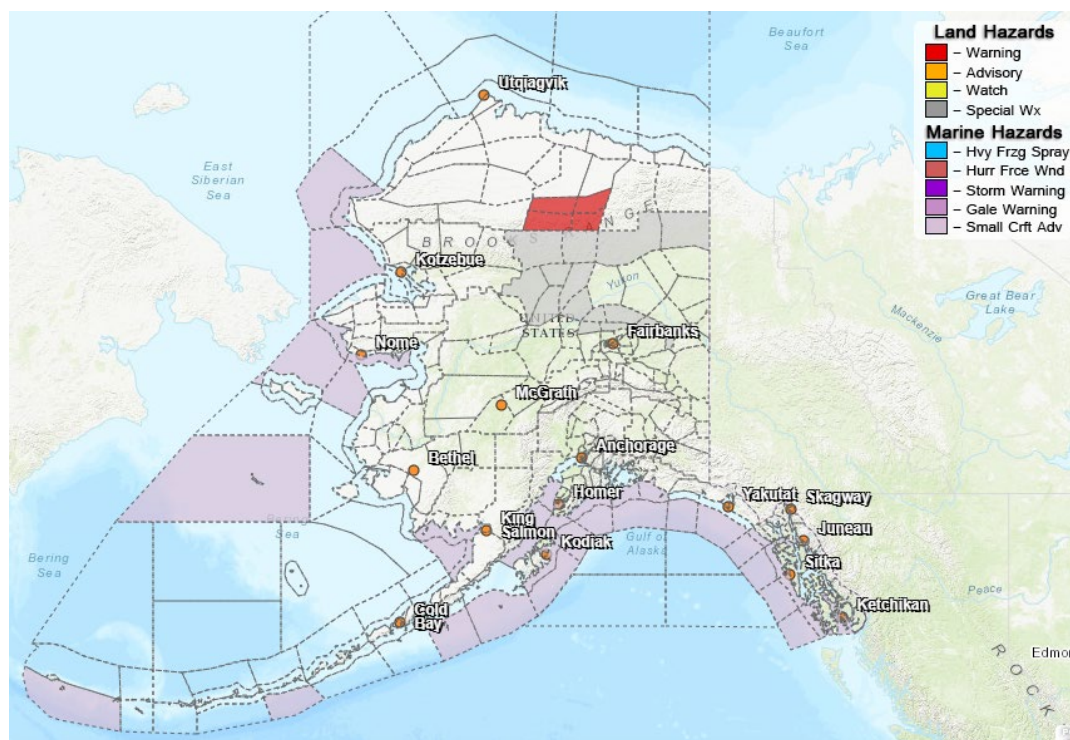 Beaufort
Sea
Land Hazards
– Warning
– Advisory
– Watch
– Special Wx
Marine Hazards
– Hvy Frzg Spray
– Hurr Frce Wnd
– Storm Warning
– Gale Warning
– Small Crft Adv
Utqiagvik
East
Siberian
Sea
BROOKS RANGE
Kotzebue
Yukon
Great Bear
Lake
Mackenzie
UNITED
STATES
Nome
Fairbanks
McGrath
Anchorage
Bethel
Homer
Yakutat
Skagway
King
Salmon
Kodiak
Gulf of
Alaska
Juneau
Sitka
Bering
Sea
Sea
Peace
Cold
Bay
Ketchikan
Edmo
ROCK